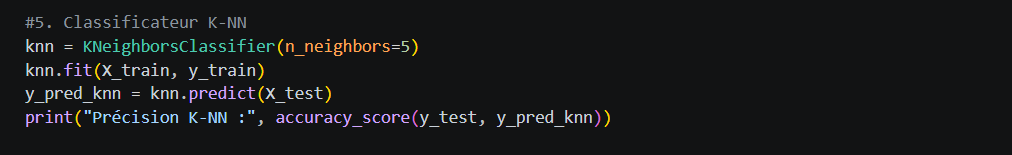 #5. Classificateur K-NN
knn = KNeighborsClassifier(n_neighbors=5)
knn.fit(X_train, y_train)
y_pred_knn = knn.predict(X_test)
print("Précision K-NN :", accuracy_score(y_test, y_pred_knn))